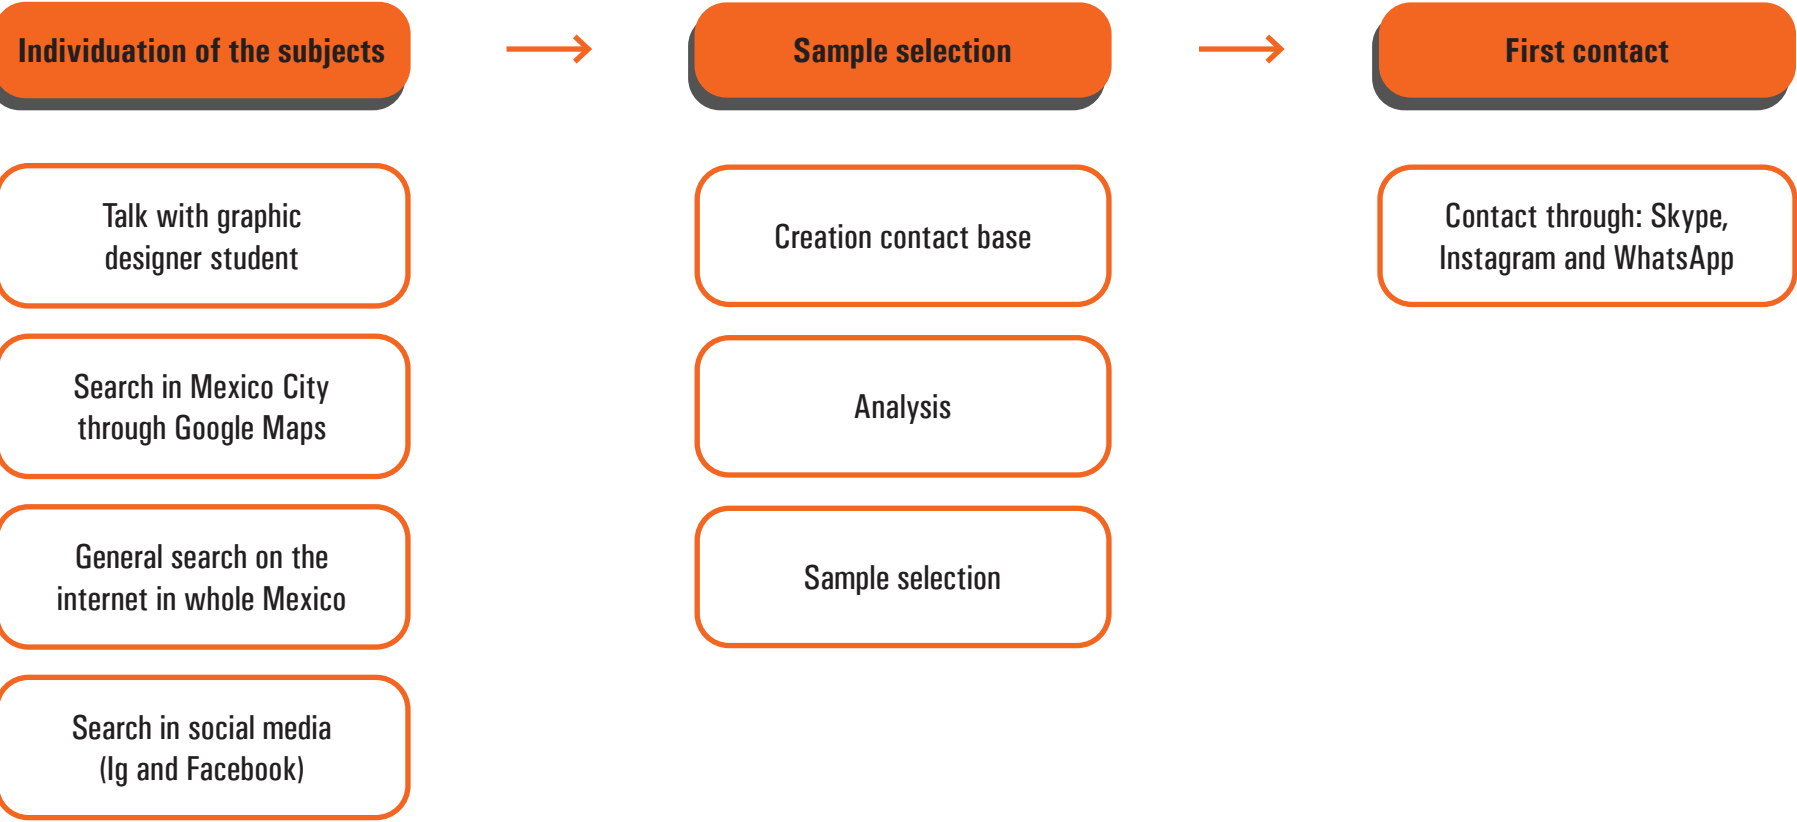 Individuation of the subjects
Sample selection
First contact
Talk with graphic
designer student
Search in Mexico City
through Google Maps
General search on the
internet in whole Mexico
Search in social media
(Ig and Facebook)
Creation contact base
Analysis
Sample selection
Contact through: Skype,
Instagram and WhatsApp